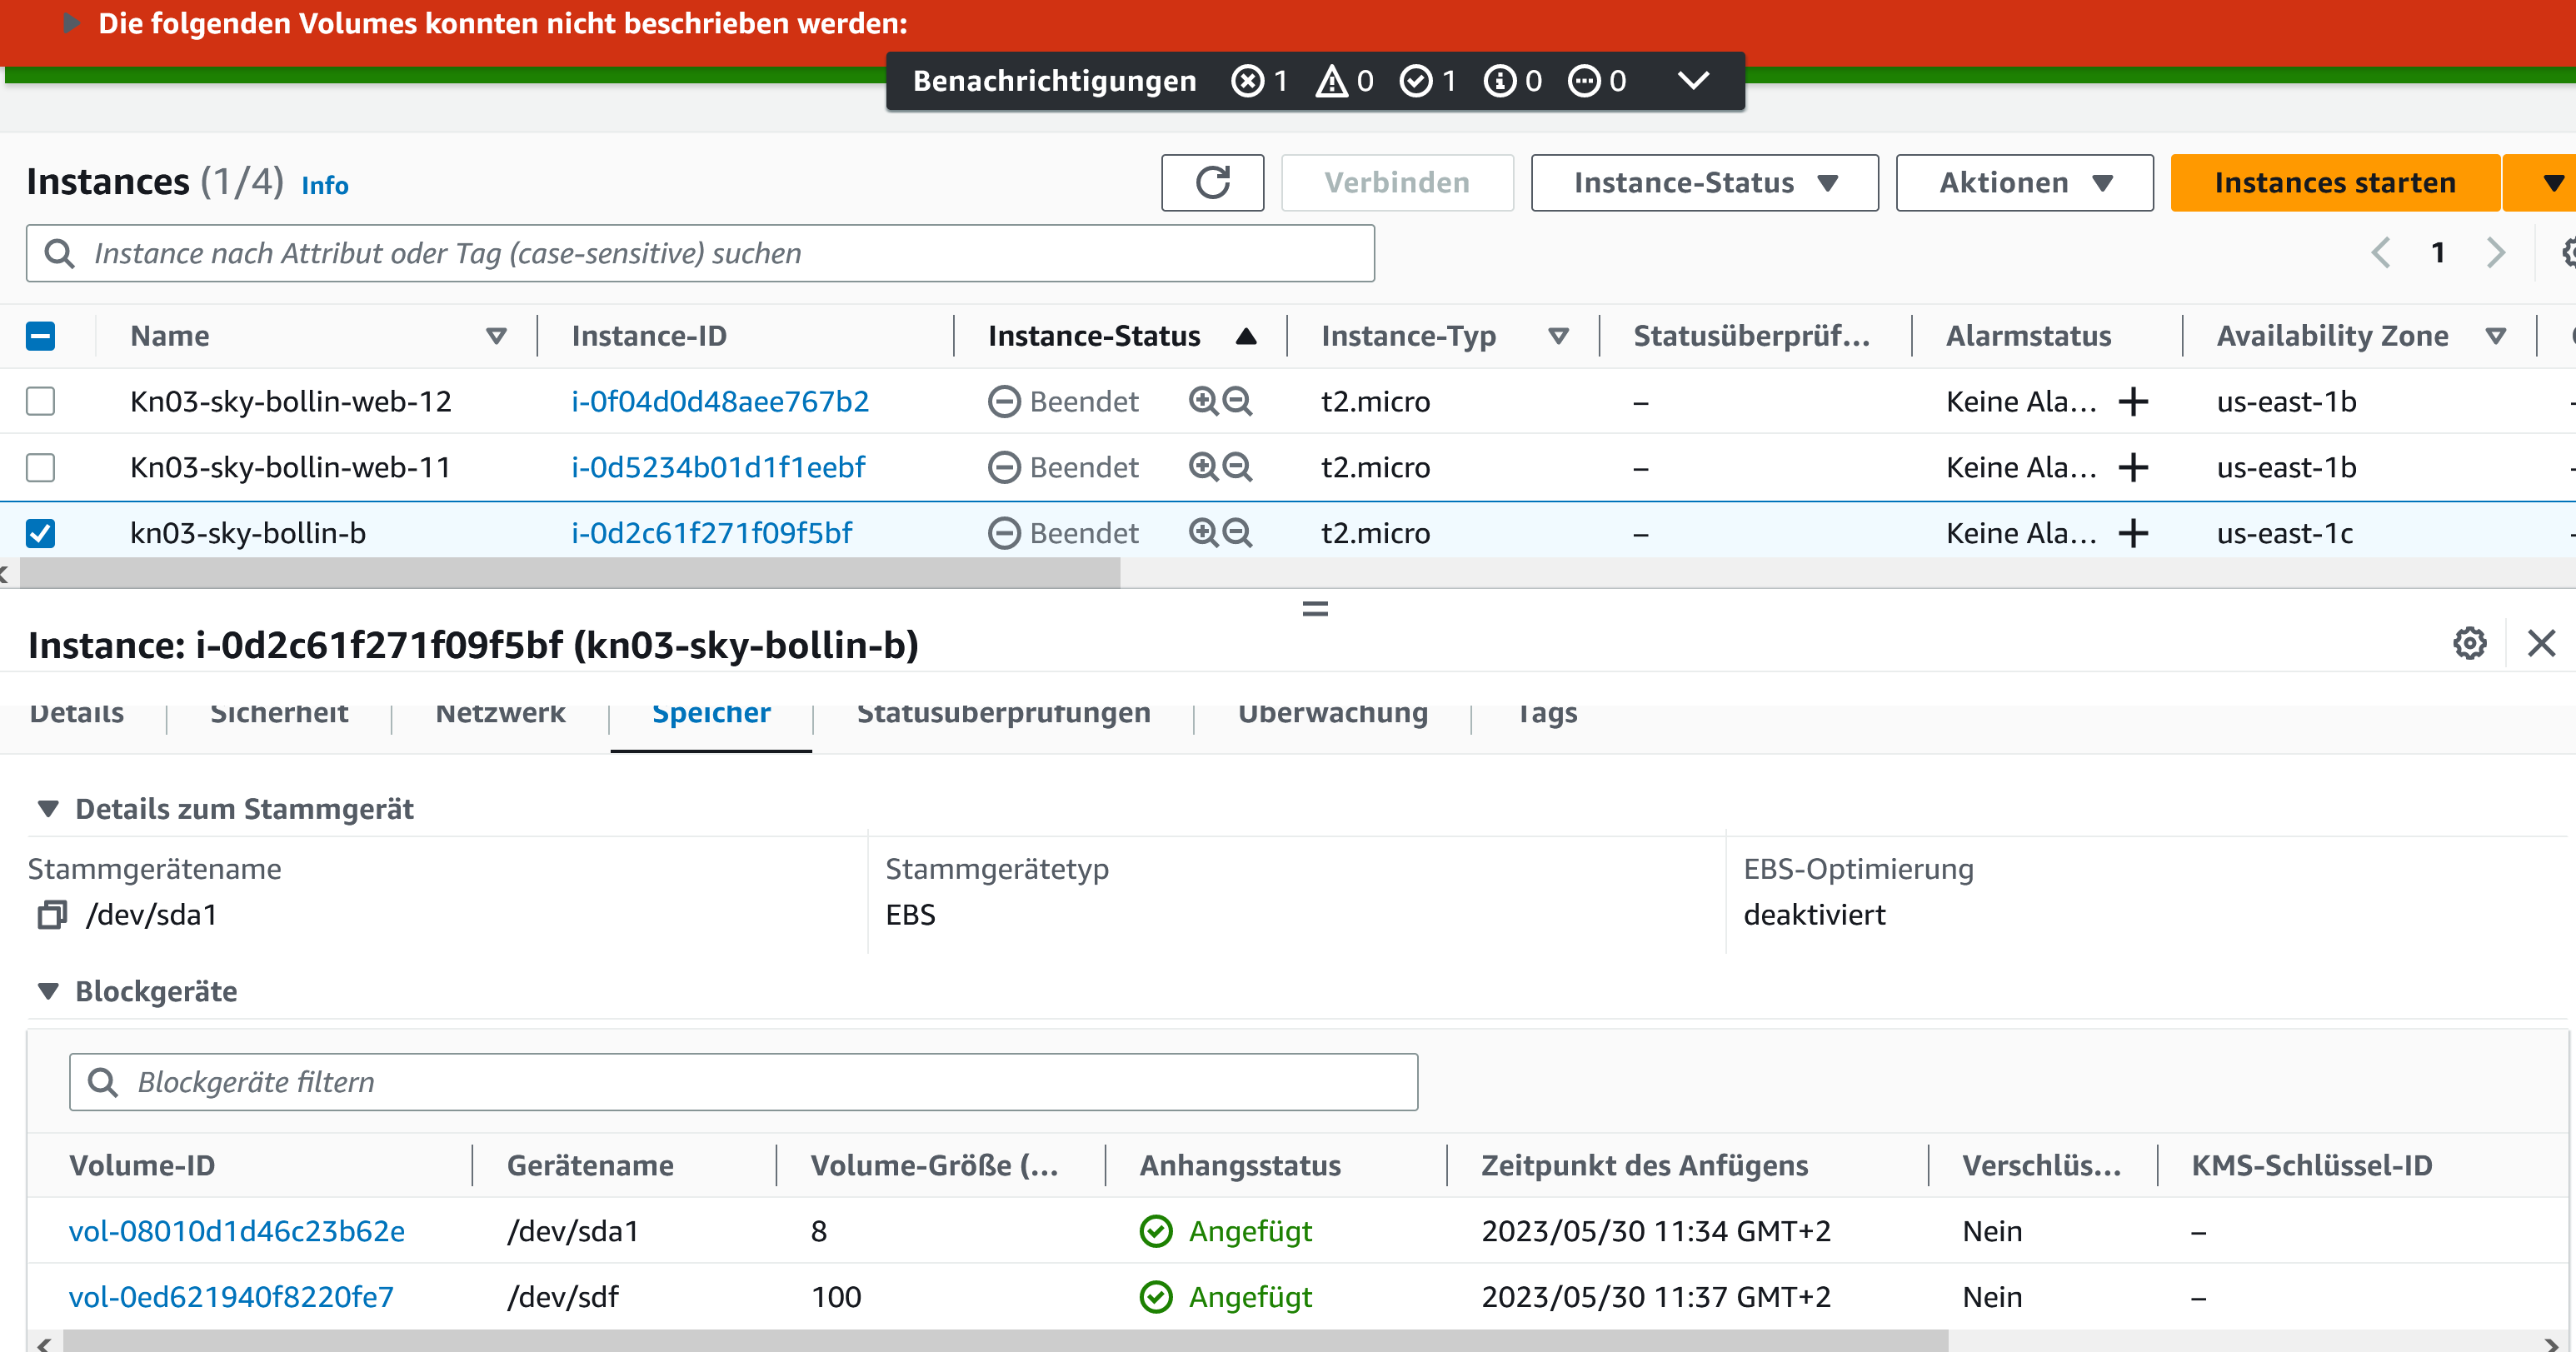 Die folgenden Volumes konnten nicht beschrieben werden:
Benachrichtigungen 1 0 1 0 0
Instances (1/4) Info
Verbinden
Instance-Status
Aktionen
Instances starten
Instance nach Attribut oder Tag (case-sensitive) suchen
1
Name Instance-ID Instance-Status Instance-Typ Statusüberprüf... Alarmstatus Availability Zone
Kn03-sky-bollin-web-12 i-0f04d0d48aee767b2 Beendet t2.micro – Keine Ala... + us-east-1b
Kn03-sky-bollin-web-11 i-0d5234b01d1f1eebf Beendet t2.micro – Keine Ala... + us-east-1b
kn03-sky-bollin-b i-0d2c61f271f09f5bf Beendet t2.micro – Keine Ala... + us-east-1c
Instance: i-0d2c61f271f09f5bf (kn03-sky-bollin-b)
Details Sicherheit Netzwerk Speicher Statusüberprüfungen Überwachung Tags
Details zum Stammgerät
Stammgerätename Stammgerätetyp EBS-Optimierung
/dev/sda1 EBS deaktiviert
Blockgeräte
Blockgeräte filtern
Volume-ID Gerätename Volume-Größe (... Anhangsstatus Zeitpunkt des Anfügens Verschlüs... KMS-Schlüssel-ID
vol-08010d1d46c23b62e /dev/sda1 8 Angefügt 2023/05/30 11:34 GMT+2 Nein –
vol-0ed621940f8220fe7 /dev/sdf 100 Angefügt 2023/05/30 11:37 GMT+2 Nein –